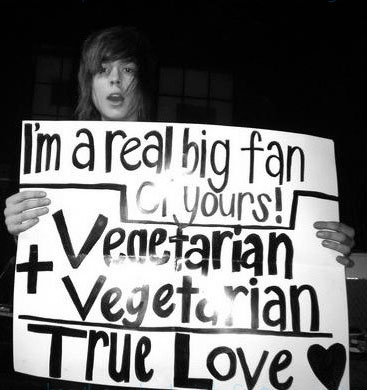 I'm a real big fan
of yours!
Vegetarian
+ Vegetarian
True Love ♥